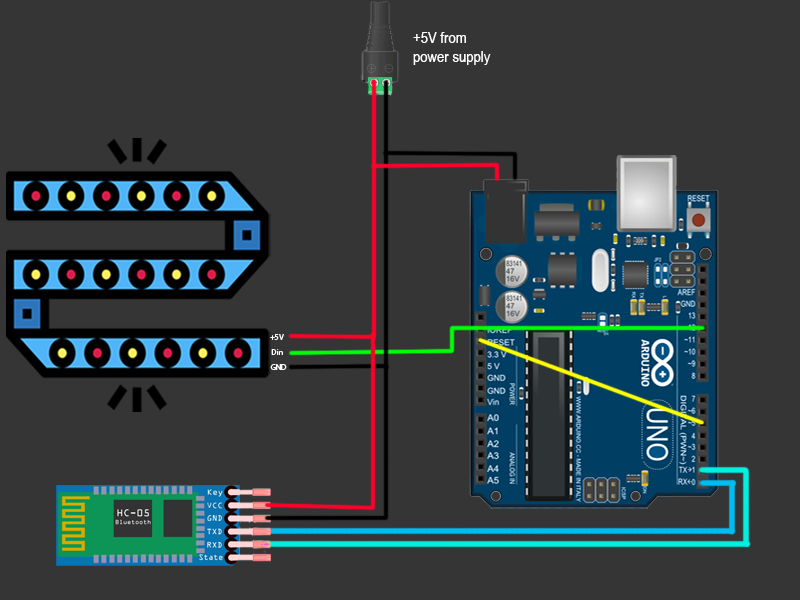 +5V from
power supply
+5V
Din
GND
HC-05
Bluetooth
Key
VCC
GND
TXD
RXD
State
83141
47
16V
83141
47
16V
RESET
AREF
GND
13
12
~11
~10
~9
8
7
~6
~5
4
~3
2
TX→1
RX←0
IOREF
RESET
3.3 V
5 V
GND
GND
Vin
POWER
A0
A1
A2
A3
A4
A5
ANALOG IN
WWW.ARDUINO.CC - MADE IN ITALY
ARDUINO
UNO
DIGITAL (PWM~)
ICSP